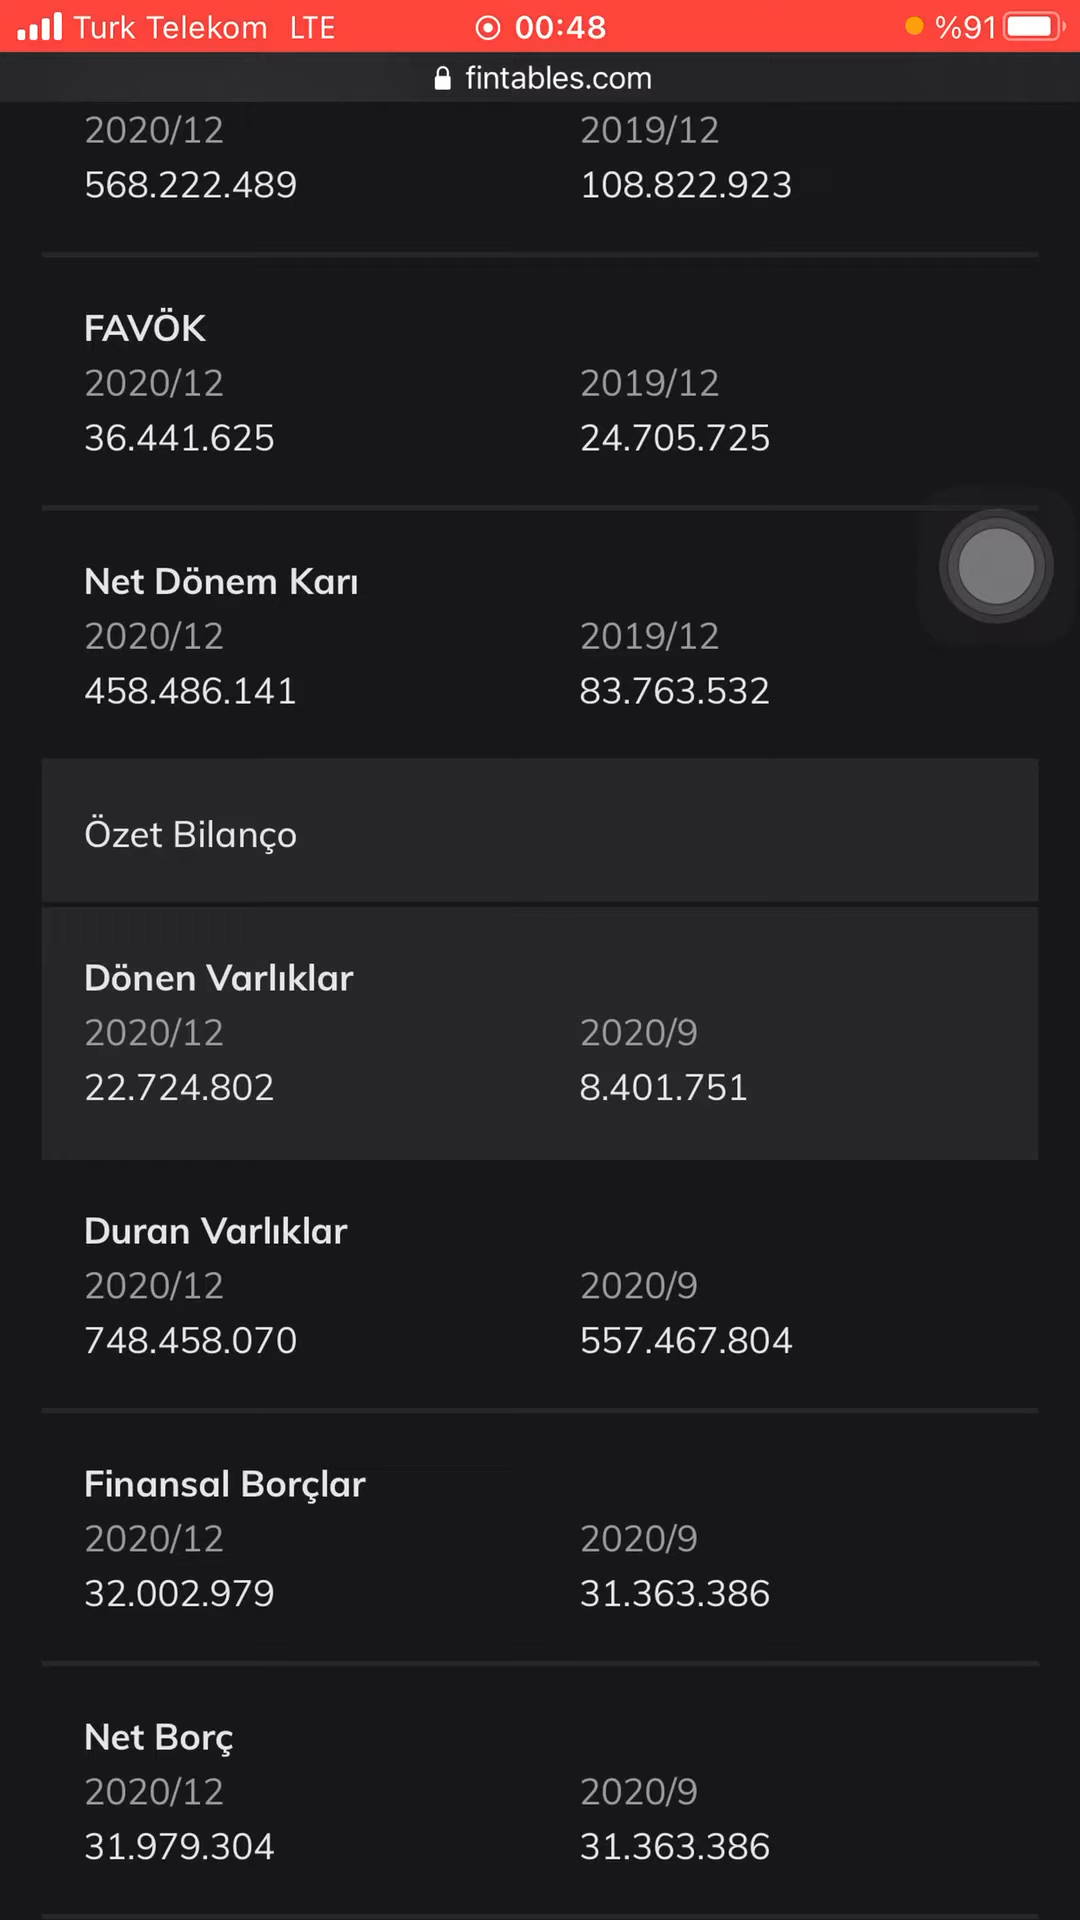 Turk Telekom LTE 00:48 %91
fintables.com
2020/12 2019/12
568.222.489 108.822.923
FAVÖK
2020/12 2019/12
36.441.625 24.705.725
Net Dönem Karı
2020/12 2019/12
458.486.141 83.763.532
Özet Bilanço
Dönen Varlıklar
2020/12 2020/9
22.724.802 8.401.751
Duran Varlıklar
2020/12 2020/9
748.458.070 557.467.804
Finansal Borçlar
2020/12 2020/9
32.002.979 31.363.386
Net Borç
2020/12 2020/9
31.979.304 31.363.386